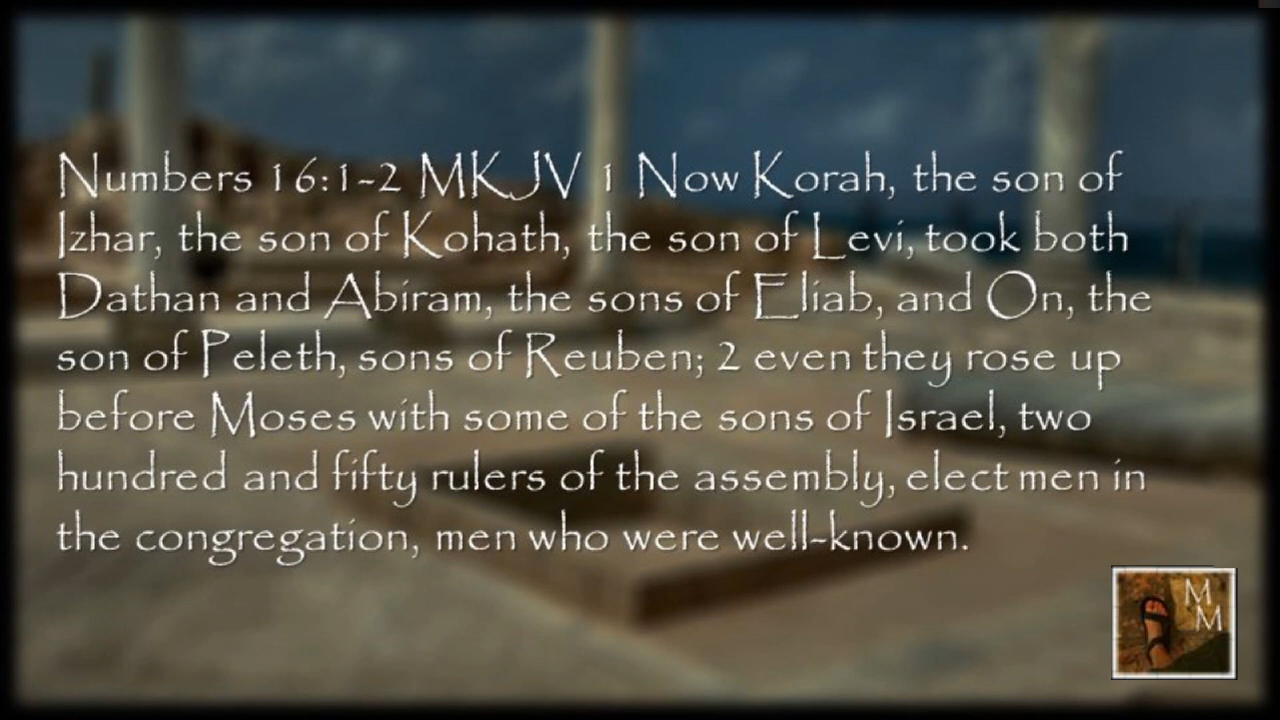 Numbers 16:1-2 MKJV 1 Now Korah, the son of
Izhar, the son of Kohath, the son of Levi, took both
Dathan and Abiram, the sons of Eliab, and On, the
son of Peleth, sons of Reuben; 2 even they rose up
before Moses with some of the sons of Israel, two
hundred and fifty rulers of the assembly, elect men in
the congregation, men who were well-known.
M
M